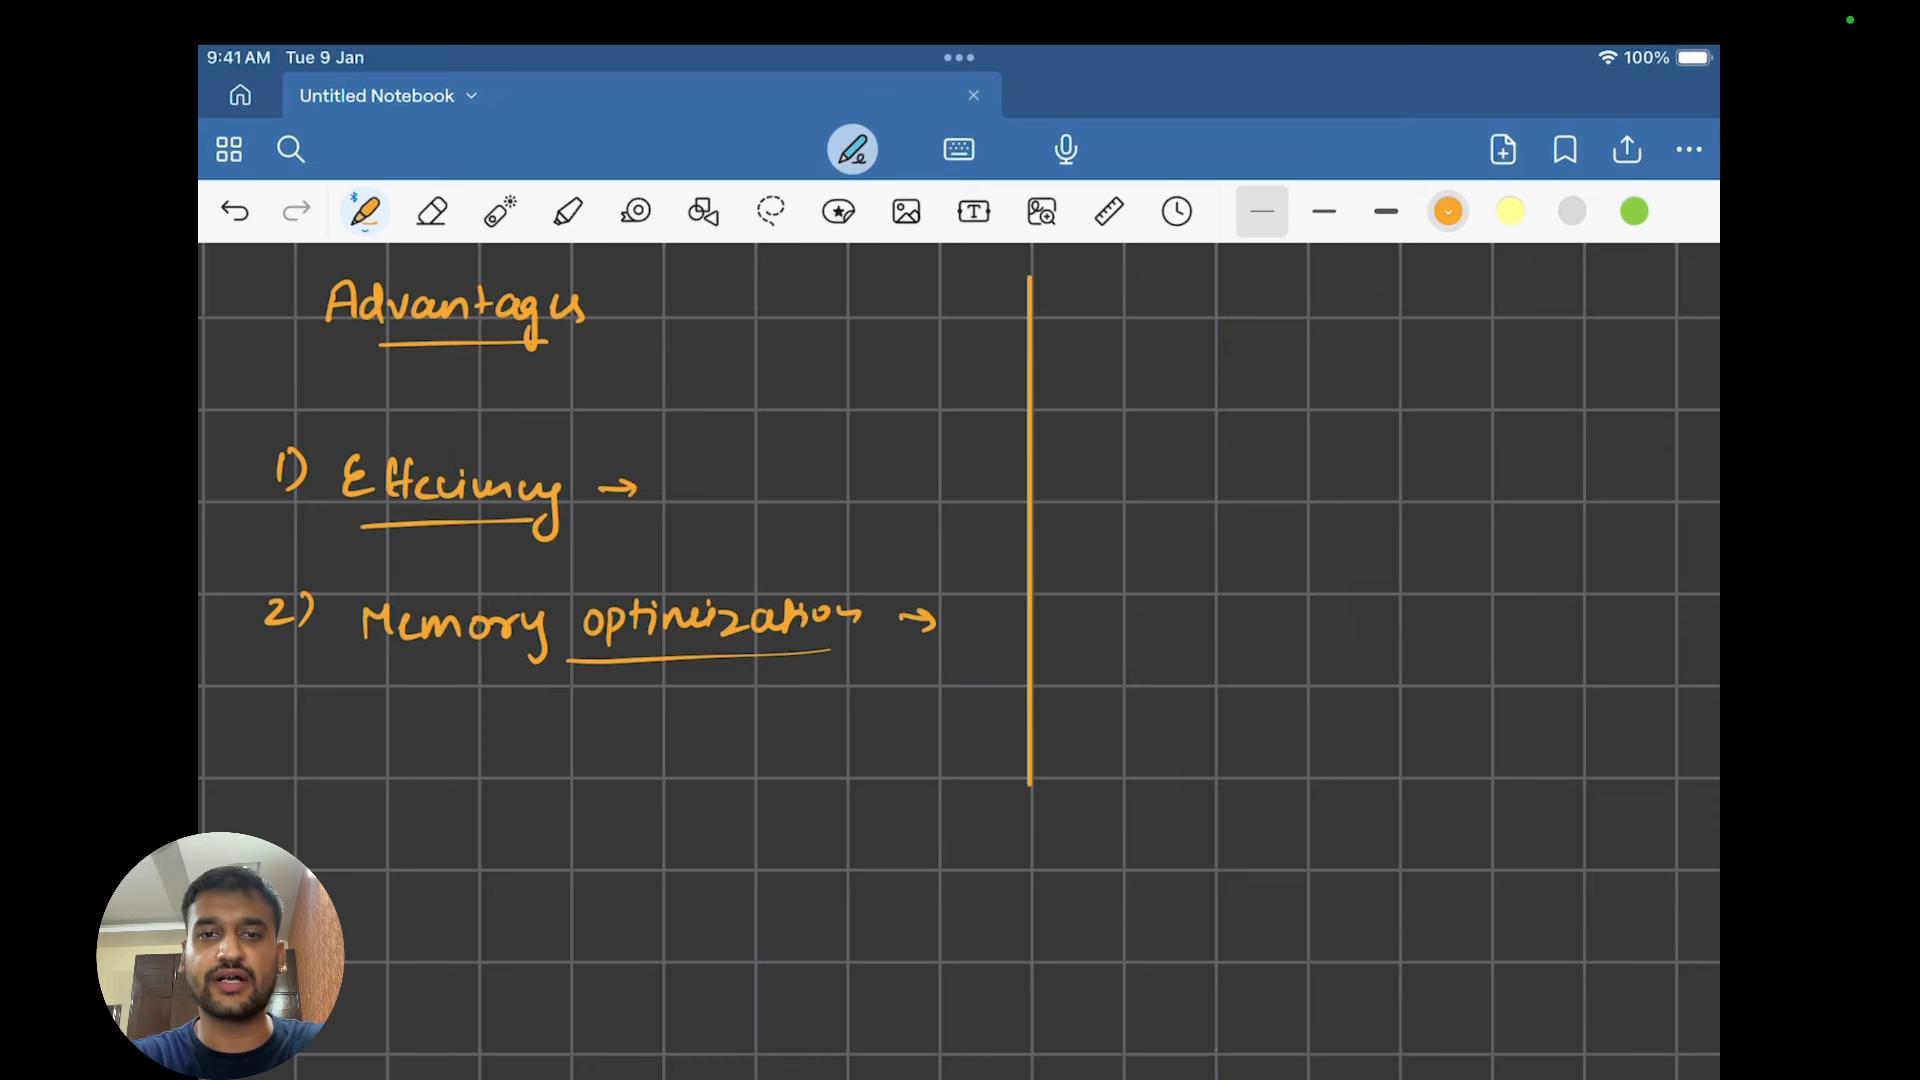 9:41 AM Tue 9 Jan
100%
Untitled Notebook
Advantages
1) Efficiency →
2) Memory optimization →